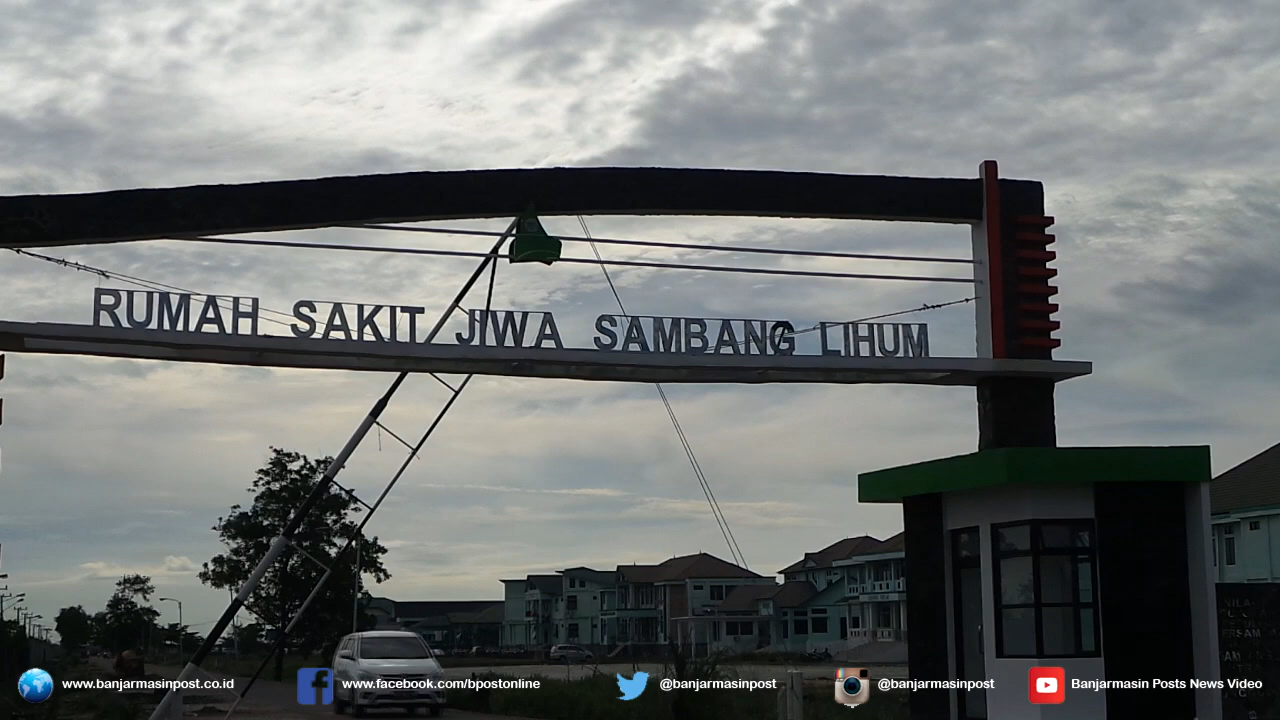 RUMAH SAKIT JIWA SAMBANG LIHUM
www.banjarmasinpost.co.id
www.facebook.com/bpostonline
@banjarmasinpost
@banjarmasinpost
Banjarmasin Posts News Video